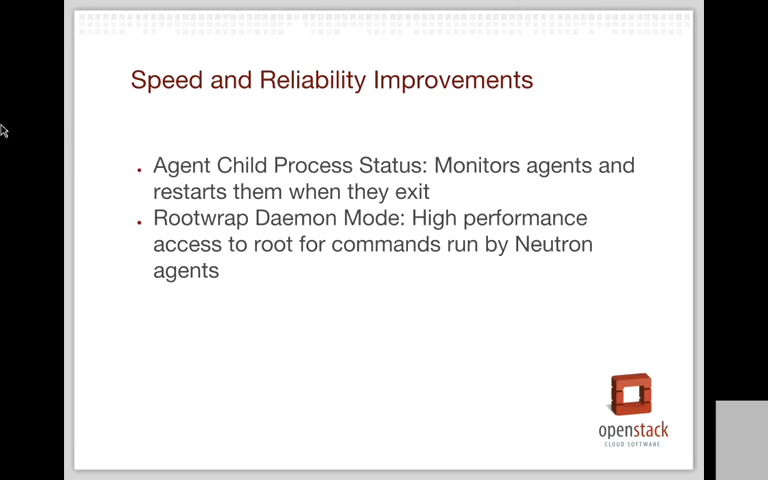 Speed and Reliability Improvements
Agent Child Process Status: Monitors agents and
restarts them when they exit
Rootwrap Daemon Mode: High performance
access to root for commands run by Neutron
agents
openstack
CLOUD SOFTWARE